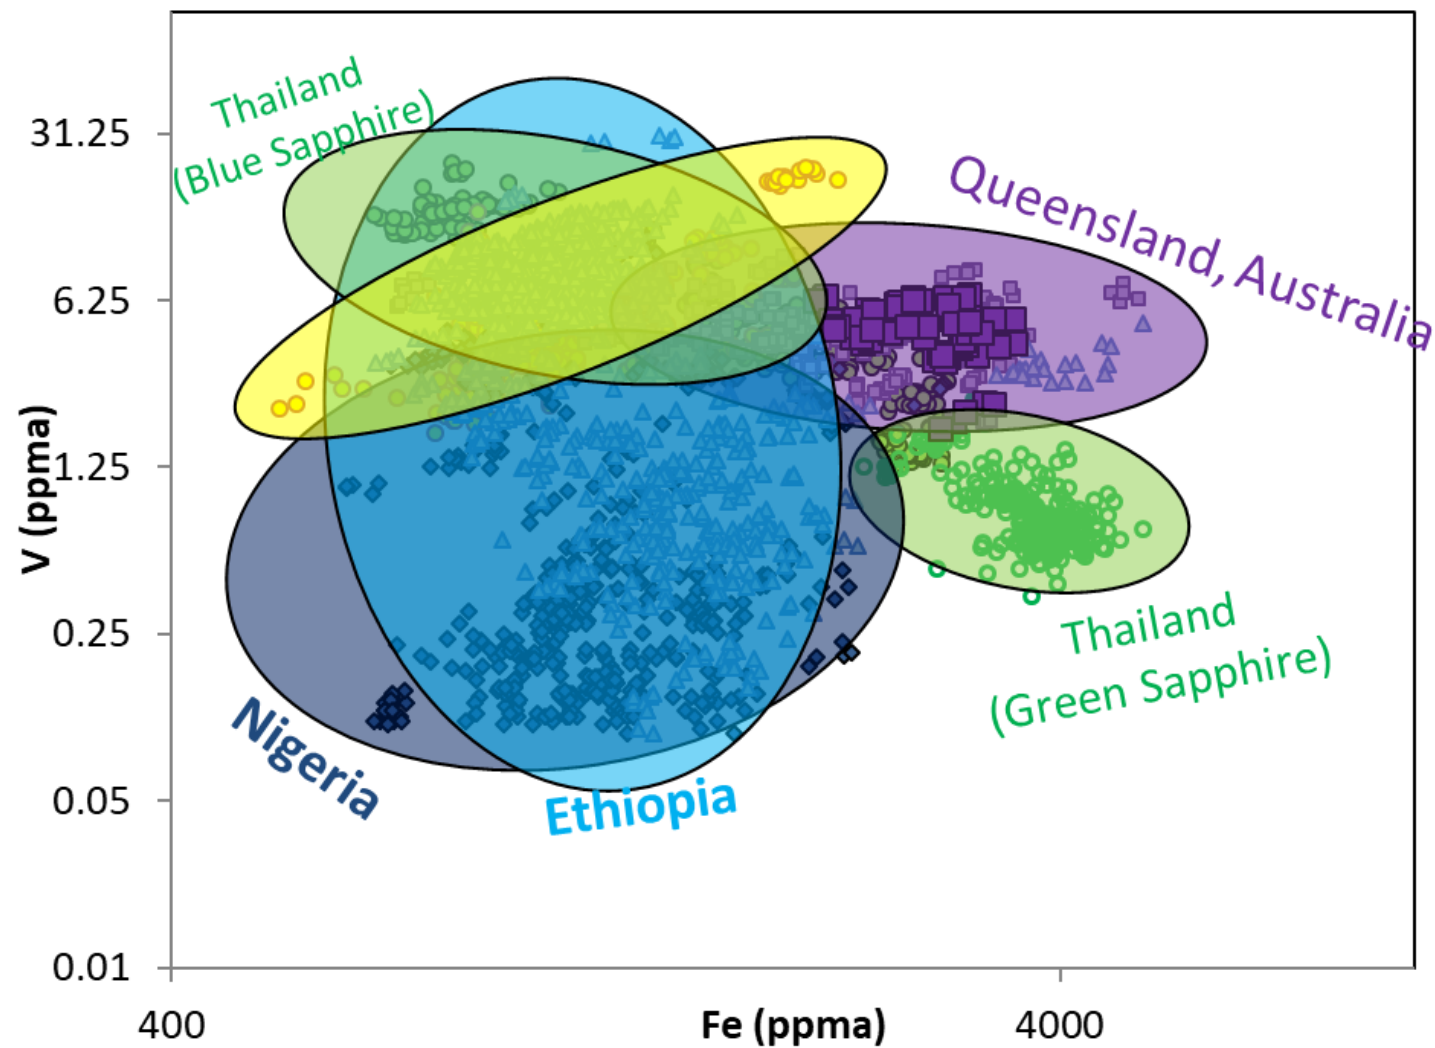 Thailand
(Blue Sapphire)
Queensland, Australia
31.25
6.25
1.25
0.25
0.05
0.01
V (ppma)
Thailand
(Green Sapphire)
Nigeria
Ethiopia
400
Fe (ppma)
4000